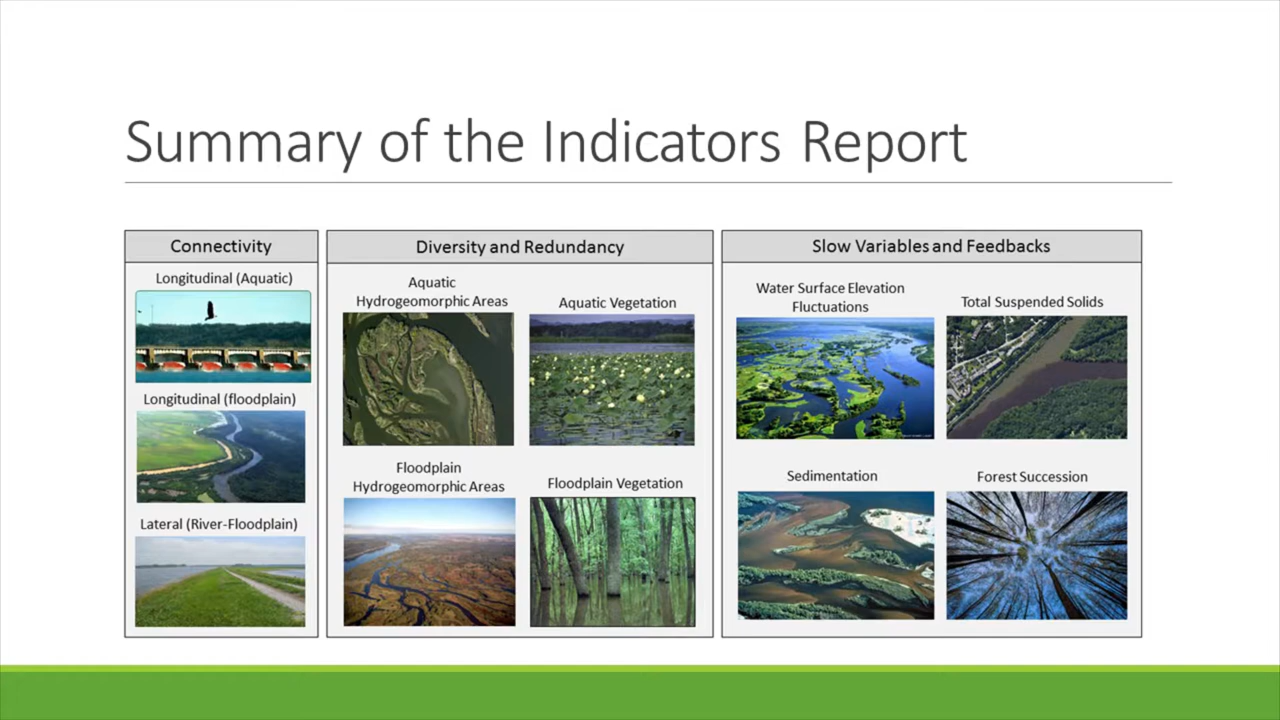 Summary of the Indicators Report
Connectivity
Longitudinal (Aquatic)
Longitudinal (floodplain)
Lateral (River-Floodplain)
Diversity and Redundancy
Aquatic
Hydrogeomorphic Areas
Aquatic Vegetation
Floodplain
Hydrogeomorphic Areas
Floodplain Vegetation
Slow Variables and Feedbacks
Water Surface Elevation
Fluctuations
Total Suspended Solids
Sedimentation
Forest Succession